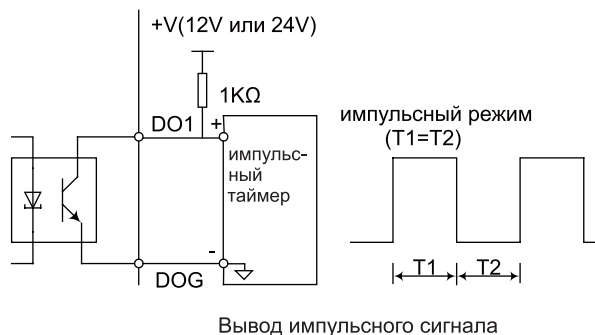 +V(12V или 24V)
1KΩ
DO1
+
импульс-
ный
таймер
-
DOG
импульсный режим
(T1=T2)
T1
T2
Вывод импульсного сигнала